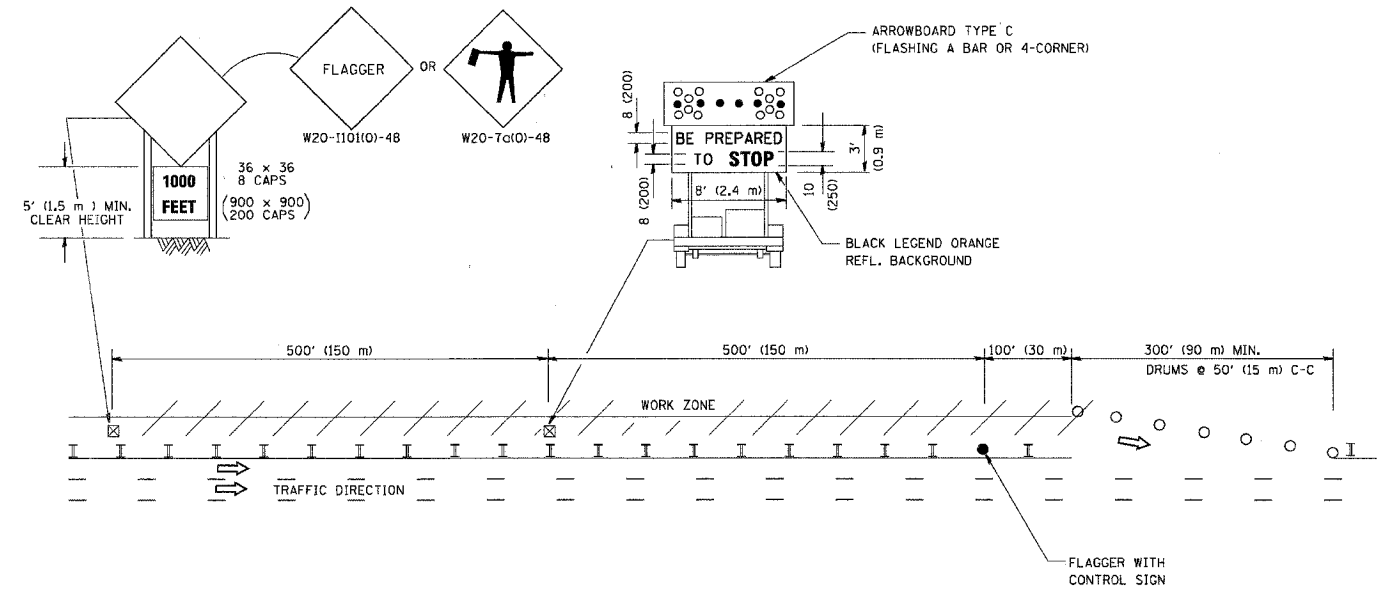 ARROWBOARD TYPE C
(FLASHING A BAR OR 4-CORNER)
FLAGGER
OR
W20-I101(O)-48
W20-7a(O)-48
8 (200)
BE PREPARED
TO STOP
3'
(0.9 m)
8' (2.4 m)
8 (200)
10
(250)
1000
FEET
36 x 36
8 CAPS
(900 x 900)
200 CAPS
5' (1.5 m ) MIN.
CLEAR HEIGHT
BLACK LEGEND ORANGE
REFL. BACKGROUND
500' (150 m)
500' (150 m)
100' (30 m)
300' (90 m) MIN.
DRUMS @ 50' (15 m) C-C
WORK ZONE
TRAFFIC DIRECTION
FLAGGER WITH
CONTROL SIGN